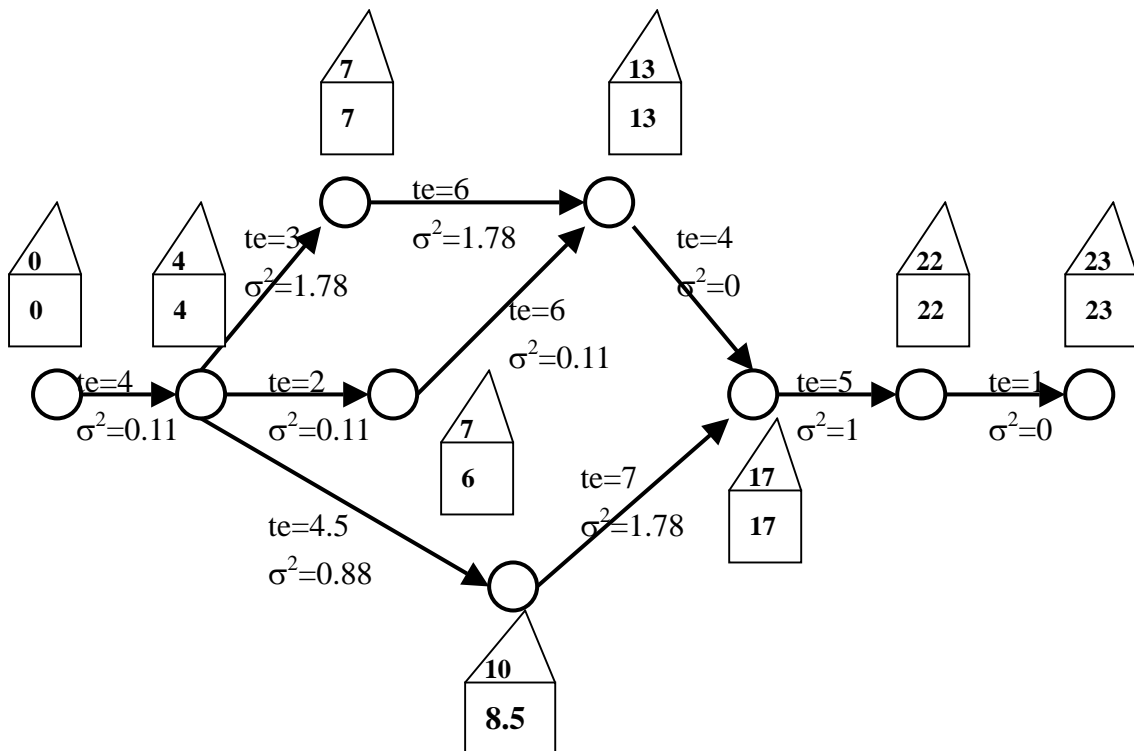 7
7
13
13
te=6
σ²=1.78
te=3
σ²=1.78
te=4
σ²=0
0
0
4
4
22
22
23
23
te=6
σ²=0.11
te=4
σ²=0.11
te=2
σ²=0.11
te=5
σ²=1
te=1
σ²=0
7
6
te=7
σ²=1.78
17
17
te=4.5
σ²=0.88
10
8.5